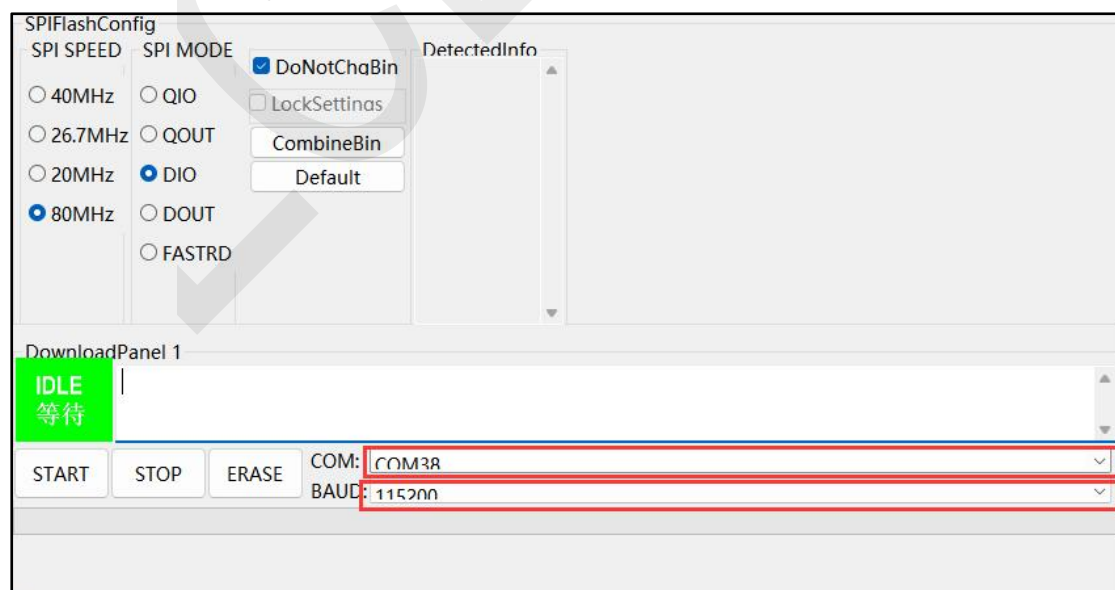 SPIFlashConfig
SPI SPEED SPI MODE DetectedInfo
DoNotChgBin
40MHz QIO LockSettings
26.7MHz QOUT CombineBin
20MHz DIO Default
80MHz DOUT
FASTRD
DownloadPanel 1
IDLE
等待
START STOP ERASE COM: COM38
BAUD: 115200